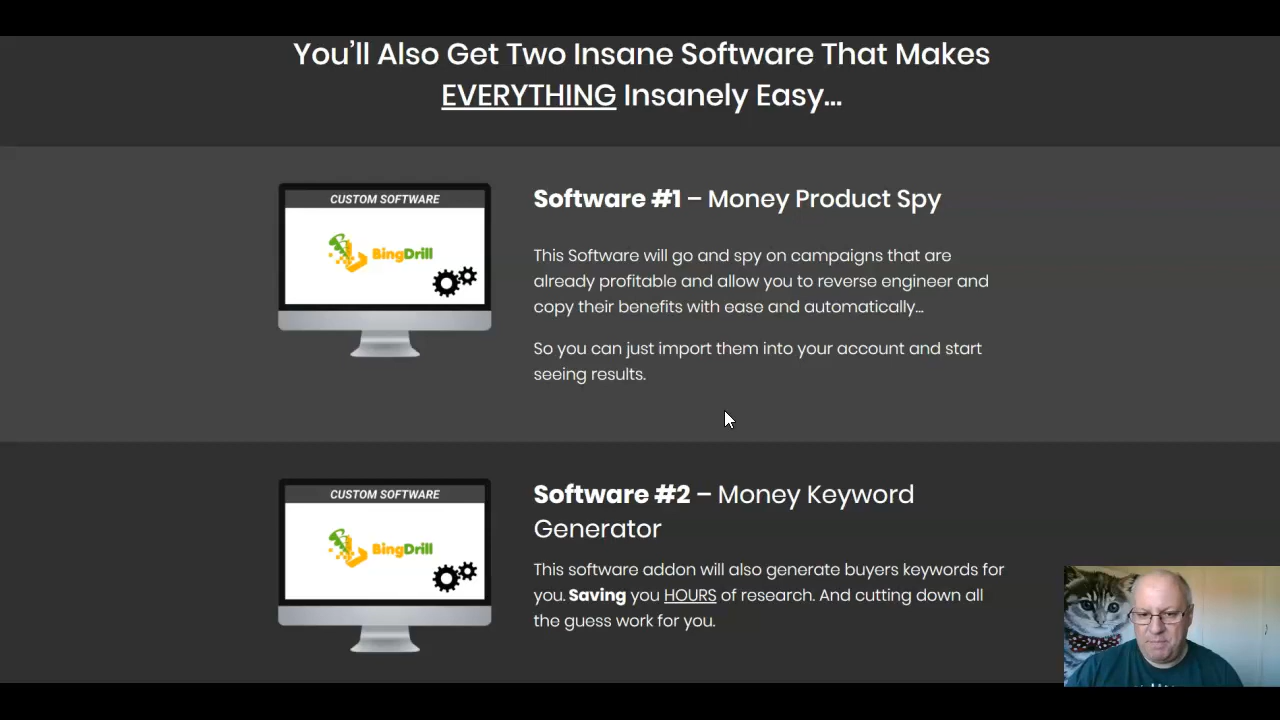 You'll Also Get Two Insane Software That Makes
EVERYTHING Insanely Easy...
CUSTOM SOFTWARE
BingDrill
Software #1 – Money Product Spy
This Software will go and spy on campaigns that are
already profitable and allow you to reverse engineer and
copy their benefits with ease and automatically...
So you can just import them into your account and start
seeing results.
CUSTOM SOFTWARE
BingDrill
Software #2 – Money Keyword
Generator
This software addon will also generate buyers keywords for
you. Saving you HOURS of research. And cutting down all
the guess work for you.